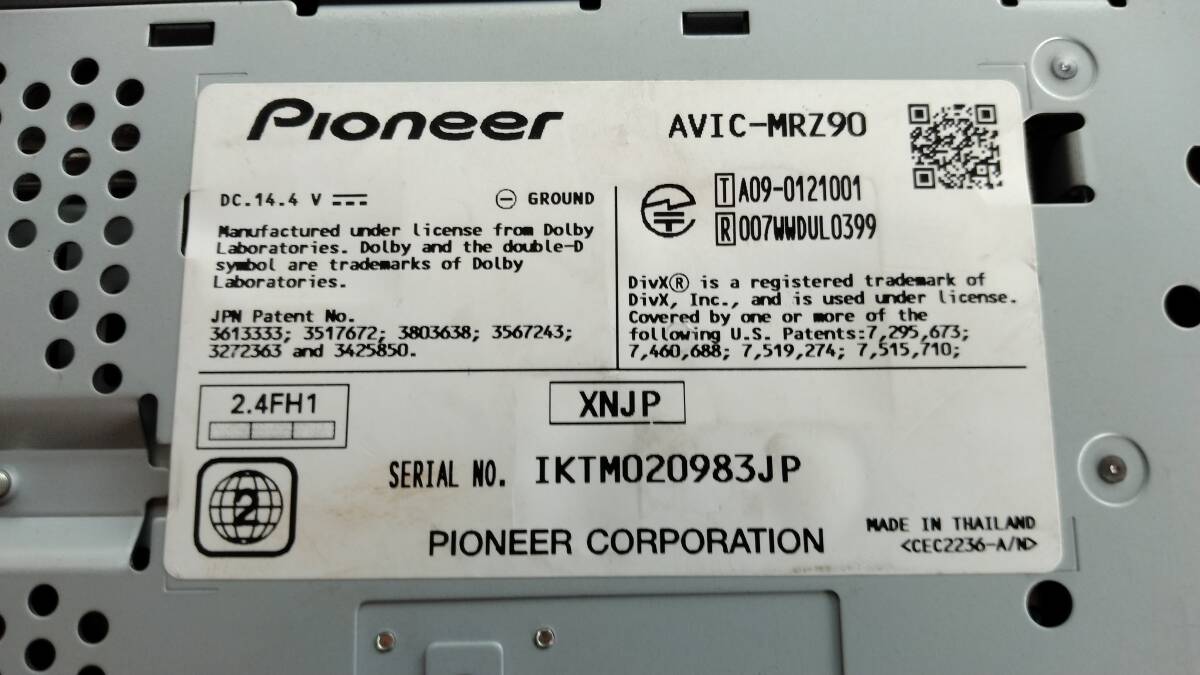 Pioneer
AVIC-MRZ90
DC.14.4 V
GROUND
Manufactured under license from Dolby
Laboratories. Dolby and the double-D
symbol are trademarks of Dolby
Laboratories.
JPN Patent No.
3613333; 3517672; 3803638; 3567243;
3272363 and 3425850.
T A09-0121001
R 007WWDUL0399
DivX® is a registered trademark of
DivX, Inc., and is used under license.
Covered by one or more of the
following U.S. Patents:7,295,673;
7,460,688; 7,519,274; 7,515,710;
2.4FH1
XNJP
2
SERIAL NO. IKTM020983JP
PIONEER CORPORATION
MADE IN THAILAND
<CEC2236-A/N>